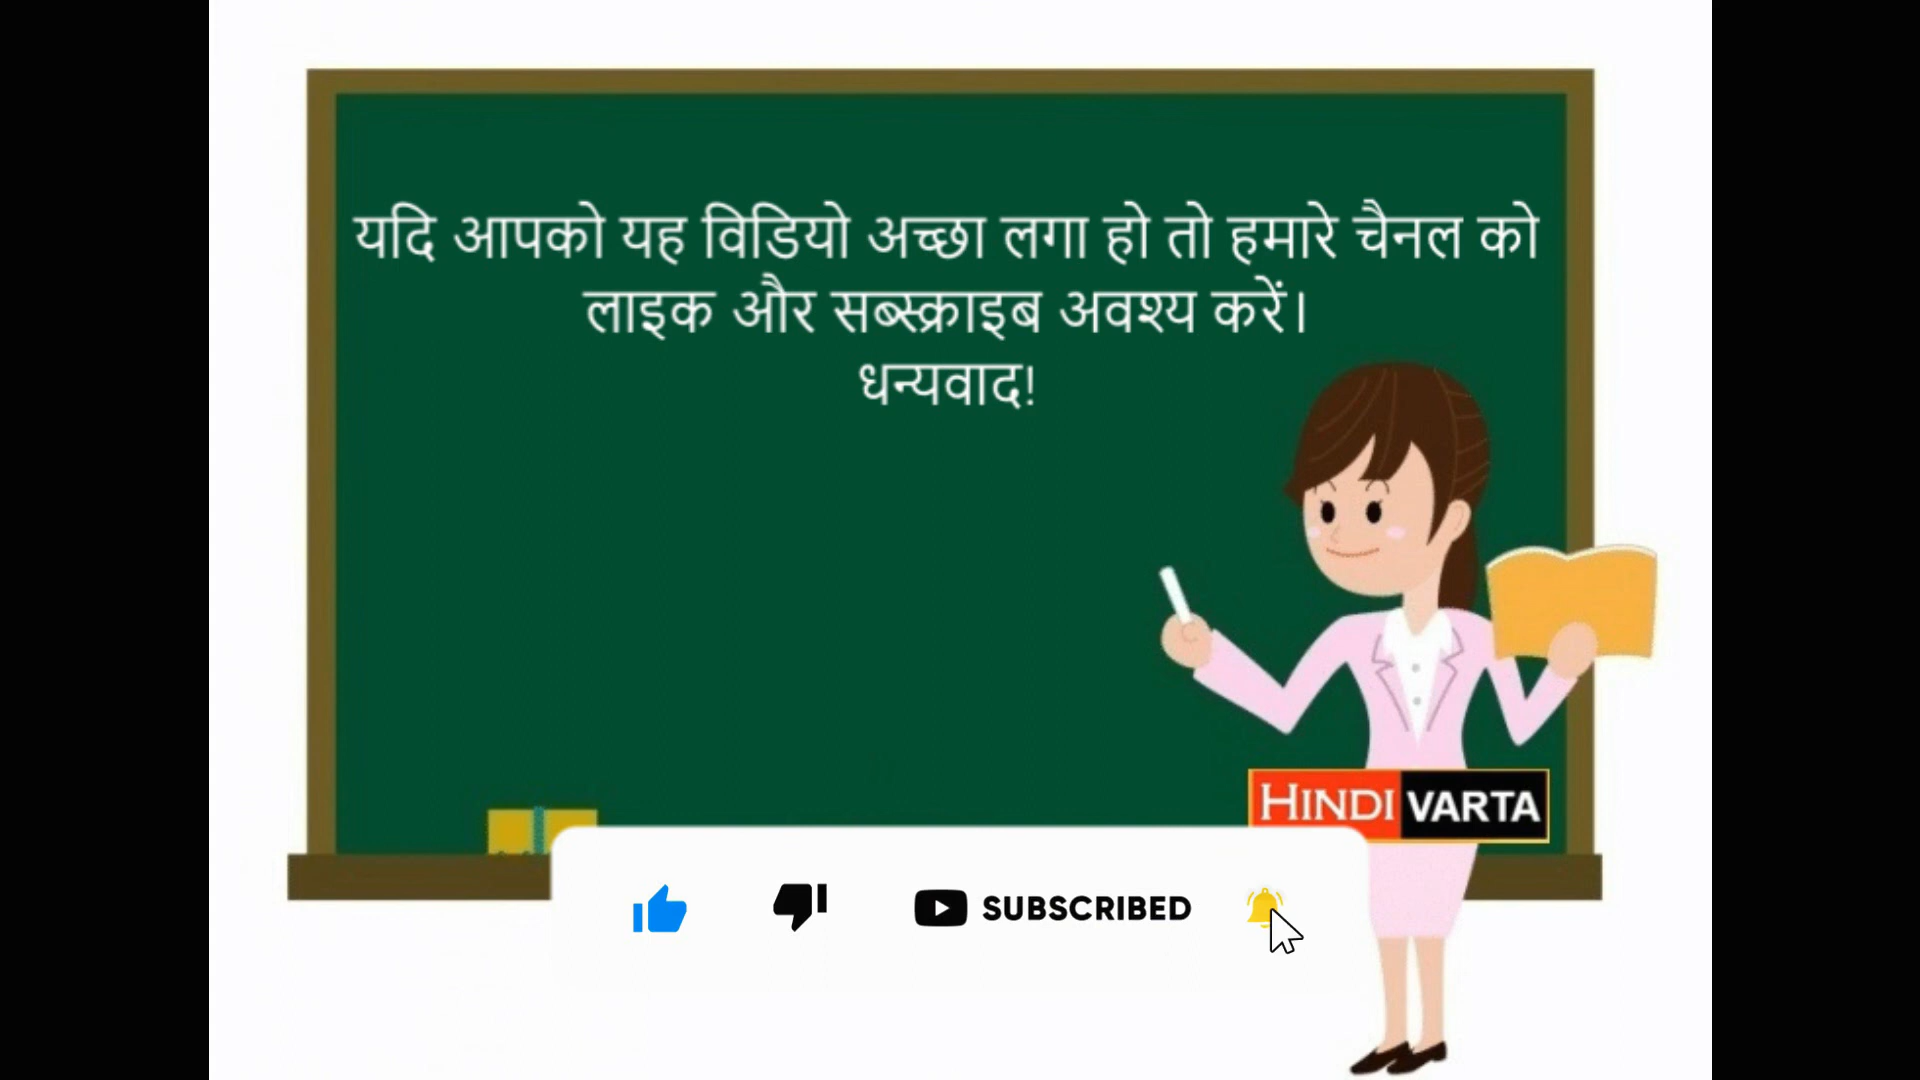 यदि आपको यह विडियो अच्छा लगा हो तो हमारे चैनल को
लाइक और सब्स्क्राइब अवश्य करें।
धन्यवाद!
HINDI VARTA
SUBSCRIBED